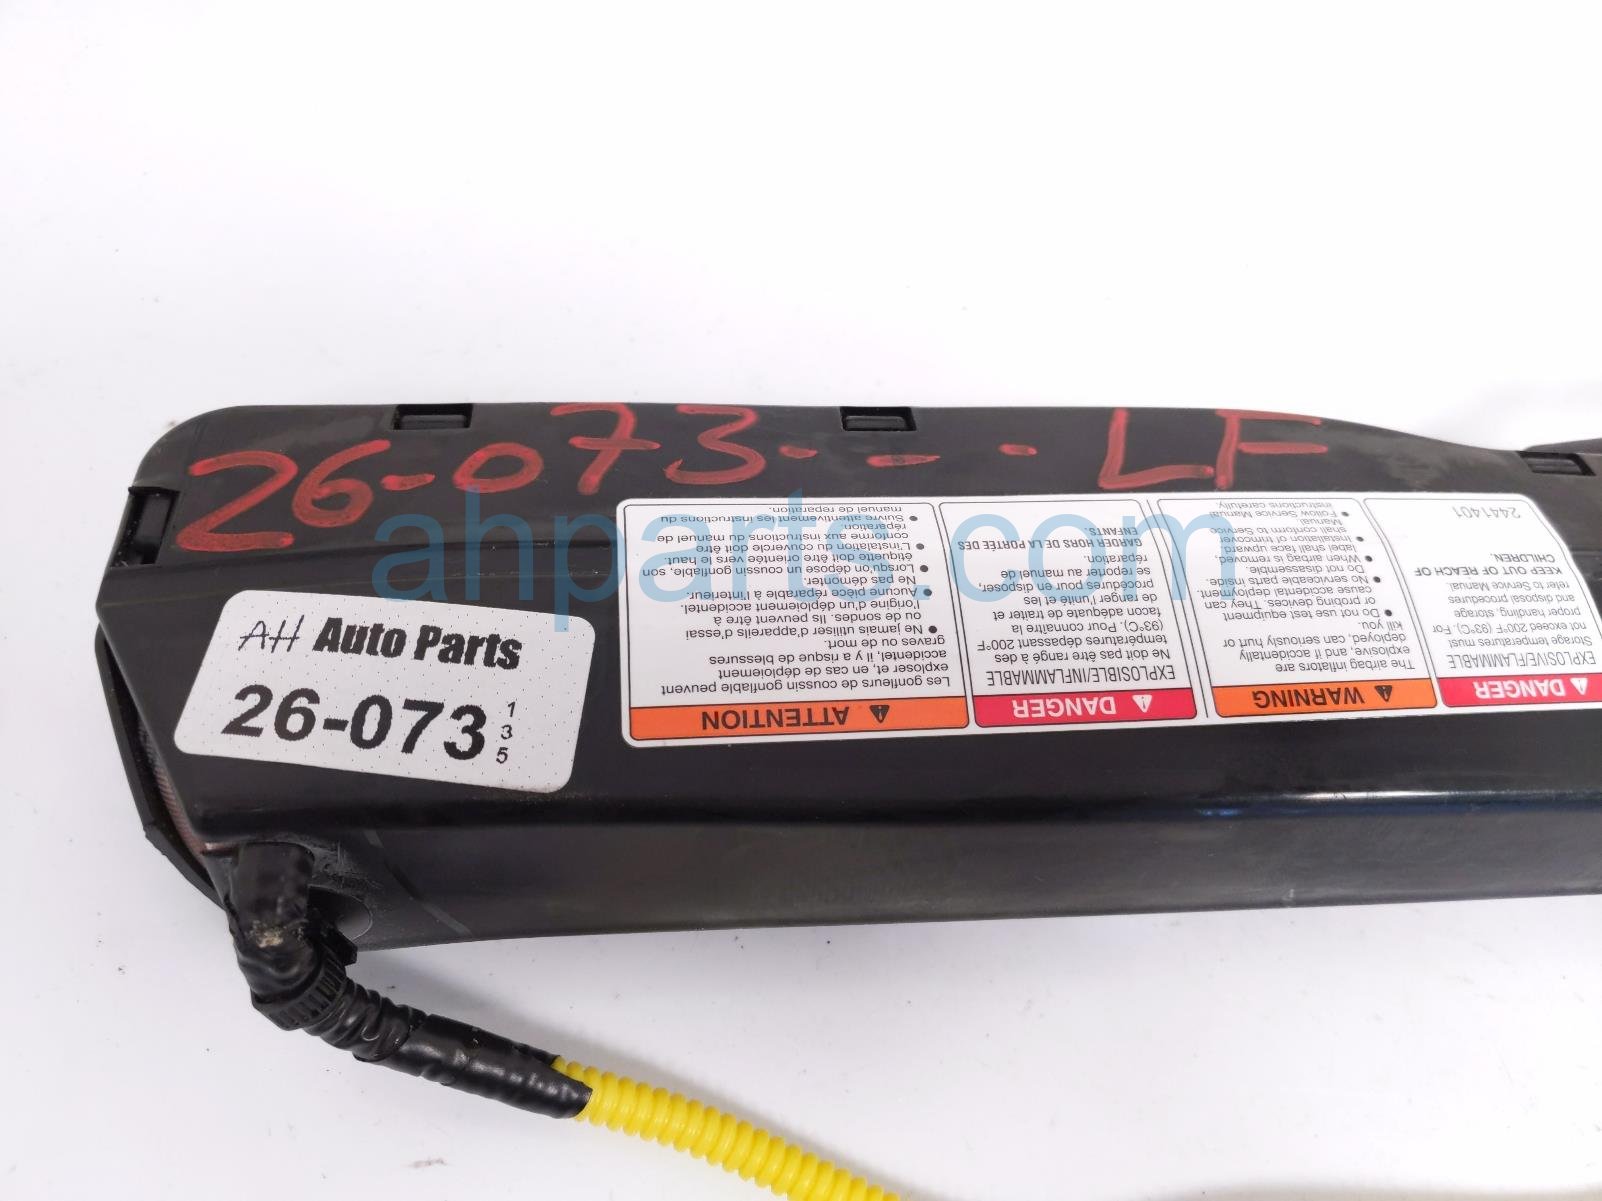 26-073-_-LF
AH Auto Parts
26-073
1
3
5
ahparts.com
DANGER
EXPLOSIVE/FLAMMABLE
Storage temperatures must
not exceed 200°F (93°C). For
proper handling, storage
and disposal procedures
refer to Service Manual.
KEEP OUT OF REACH OF
CHILDREN.
2441401
WARNING
The airbag inflators are
explosive, and if accidentally
deployed, can seriously hurt or
kill you.
● Do not use test equipment
or probing devices. They can
cause accidental deployment.
● No serviceable parts inside.
Do not disassemble.
● When airbag is removed,
label shall face upward.
● Installation of trimcover
shall conform to Service
Manual.
● Follow Service Manual
instructions carefully.
DANGER
EXPLOSIBLE/INFLAMMABLE
Ne doit pas être rangé à des
températures dépassant 200°F
(93°C). Pour connaître la
façon adéquate de traiter et
de ranger l'unité et les
procédures pour en disposer,
se reporter au manuel de
réparation.
GARDER HORS DE LA PORTÉE DES
ENFANTS.
ATTENTION
Les gonfleurs de coussin gonflable peuvent
exploser et, en cas de déploiement
accidentel, il y a risque de blessures
graves ou de mort
● Ne jamais utiliser d'appareils d'essai
ou de sondes. Ils peuvent être à
l'origine d'un déploiement accidentel.
● Aucune pièce réparable à l'interieur.
Ne pas démonter.
● Lorsqu'on dépose un coussin gonflable, son
étiquette doit être orientée vers le haut.
● L'installation du couvercle doit être
conforme aux instructions du manuel de
réparation.
● Suivre attentivement les instructions du
manuel de réparation.